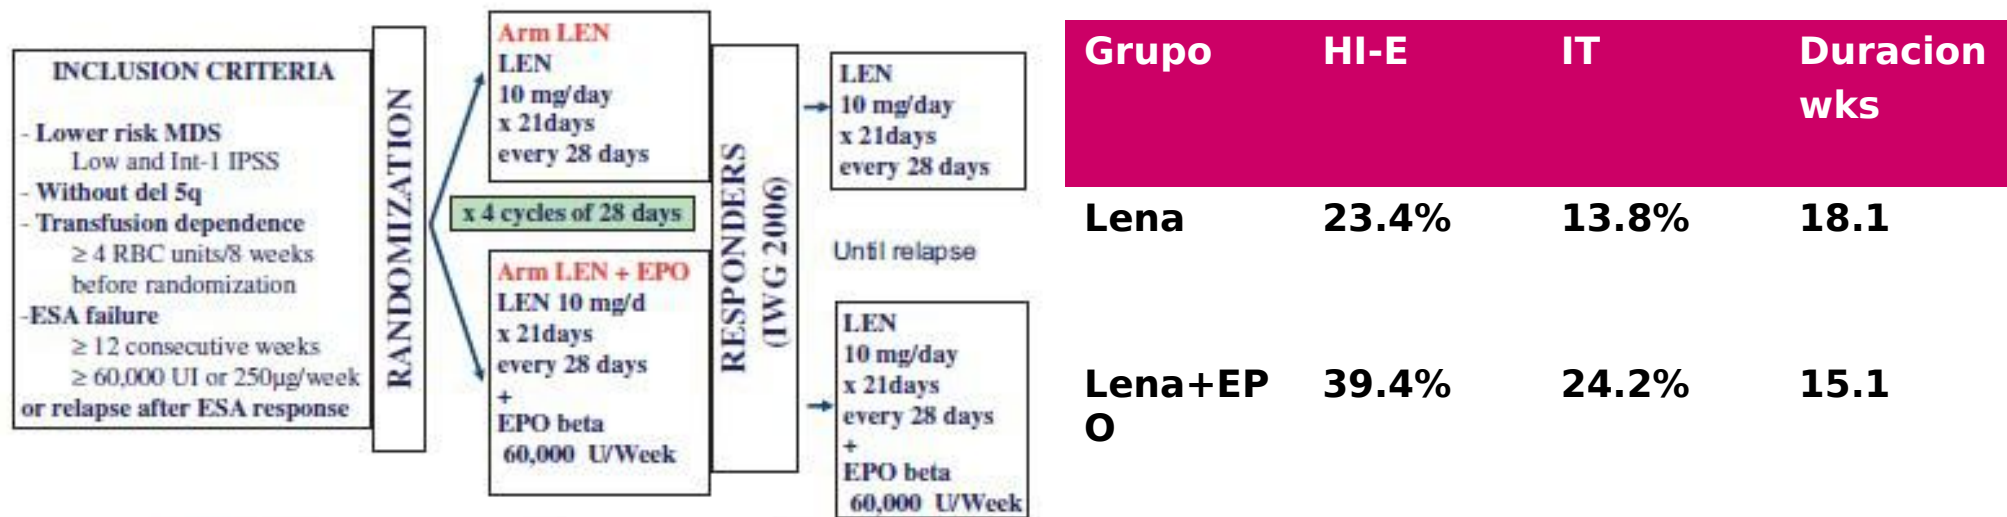 INCLUSION CRITERIA
- Lower risk MDS
Low and Int-1 IPSS
- Without del 5q
- Transfusion dependence
≥ 4 RBC units/8 weeks
before randomization
-ESA failure
≥ 12 consecutive weeks
≥ 60,000 UI or 250µg/week
or relapse after ESA response
RANDOMIZATION
Arm LEN
LEN
10 mg/day
x 21days
every 28 days
x 4 cycles of 28 days
Arm LEN + EPO
LEN 10 mg/d
x 21days
every 28 days
+
EPO beta
60,000 U/Week
RESPONDERS
(IWG 2006)
LEN
10 mg/day
x 21days
every 28 days
Until relapse
LEN
10 mg/day
x 21days
every 28 days
+
EPO beta
60,000 U/Week
Grupo HI-E IT Duracion
wks
Lena 23.4% 13.8% 18.1
Lena+EP 39.4% 24.2% 15.1
O